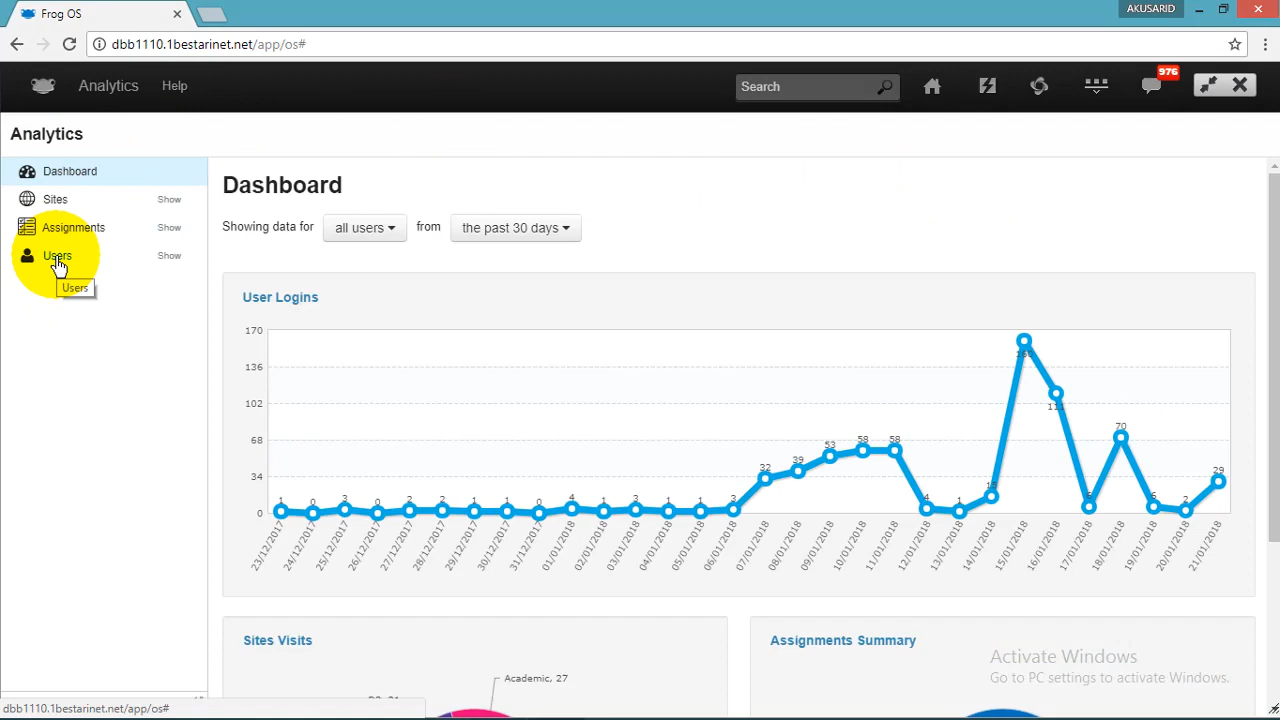 Frog OS
AKUSARID
dbb1110.1bestarinet.net/app/os#
Analytics
Help
Search
976
Analytics
Dashboard
Sites Show
Assignments Show
Users Show
Users
Dashboard
Showing data for all users from the past 30 days
User Logins
170
136
102
68
34
0
1 0 3 0 2 2 1 1 0 4 1 3 1 1 3 32 39 53 58 58 4 1 111 70 2 29
23/12/2017 24/12/2017 25/12/2017 26/12/2017 27/12/2017 28/12/2017 29/12/2017 30/12/2017 31/12/2017 01/01/2018 02/01/2018 03/01/2018 04/01/2018 05/01/2018 06/01/2018 07/01/2018 08/01/2018 09/01/2018 10/01/2018 11/01/2018 12/01/2018 13/01/2018 14/01/2018 15/01/2018 16/01/2018 17/01/2018 18/01/2018 19/01/2018 20/01/2018 21/01/2018
Sites Visits
Academic, 27
Assignments Summary
Activate Windows
Go to PC settings to activate Windows.
dbb1110.1bestarinet.net/app/os#